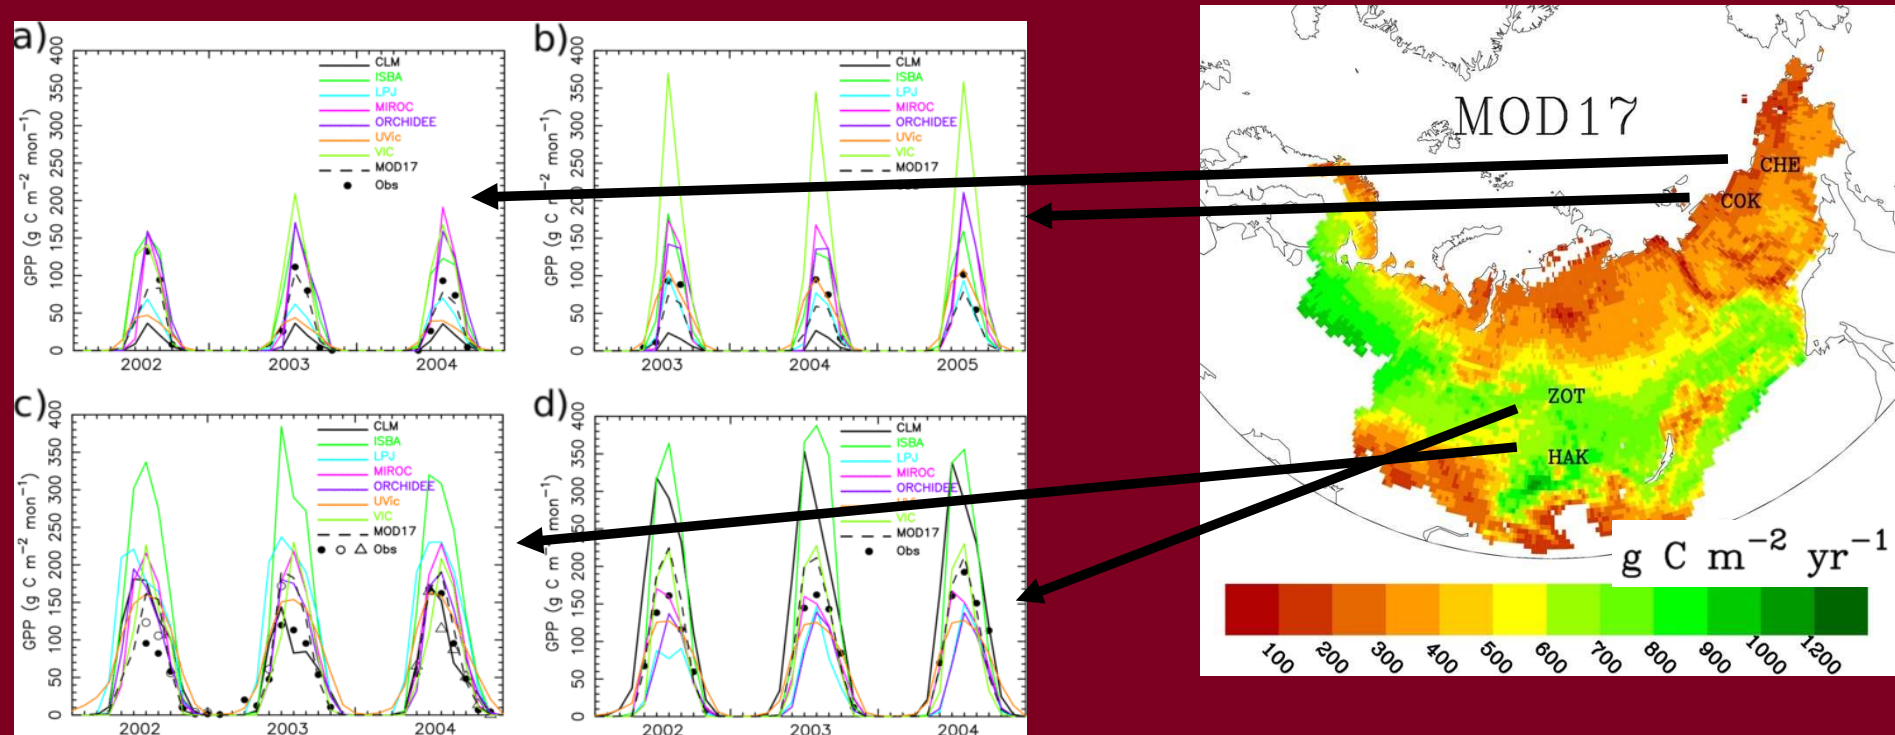 a)
400
350
300
250
200
150
100
50
0
GPP (g C m⁻² mon⁻¹)
CLM
ISBA
LPJ
MIROC
ORCHIDEE
UVic
VIC
MOD17
Obs
2002 2003 2004
b)
400
350
300
250
200
150
100
50
0
GPP (g C m⁻² mon⁻¹)
CLM
ISBA
LPJ
MIROC
ORCHIDEE
UVic
VIC
MOD17
2003 2004 2005
c)
400
350
300
250
200
150
100
50
0
GPP (g C m⁻² mon⁻¹)
CLM
ISBA
LPJ
MIROC
ORCHIDEE
UVic
VIC
MOD17
Obs
2002 2003 2004
d)
400
350
300
250
200
150
100
50
0
GPP (g C m⁻² mon⁻¹)
CLM
ISBA
LPJ
MIROC
ORCHIDEE
VIC
MOD17
Obs
2002 2003 2004
MOD17
CHE
COK
ZOT
HAK
g C m⁻² yr⁻¹
100 200 300 400 500 600 700 800 900 1000 1200